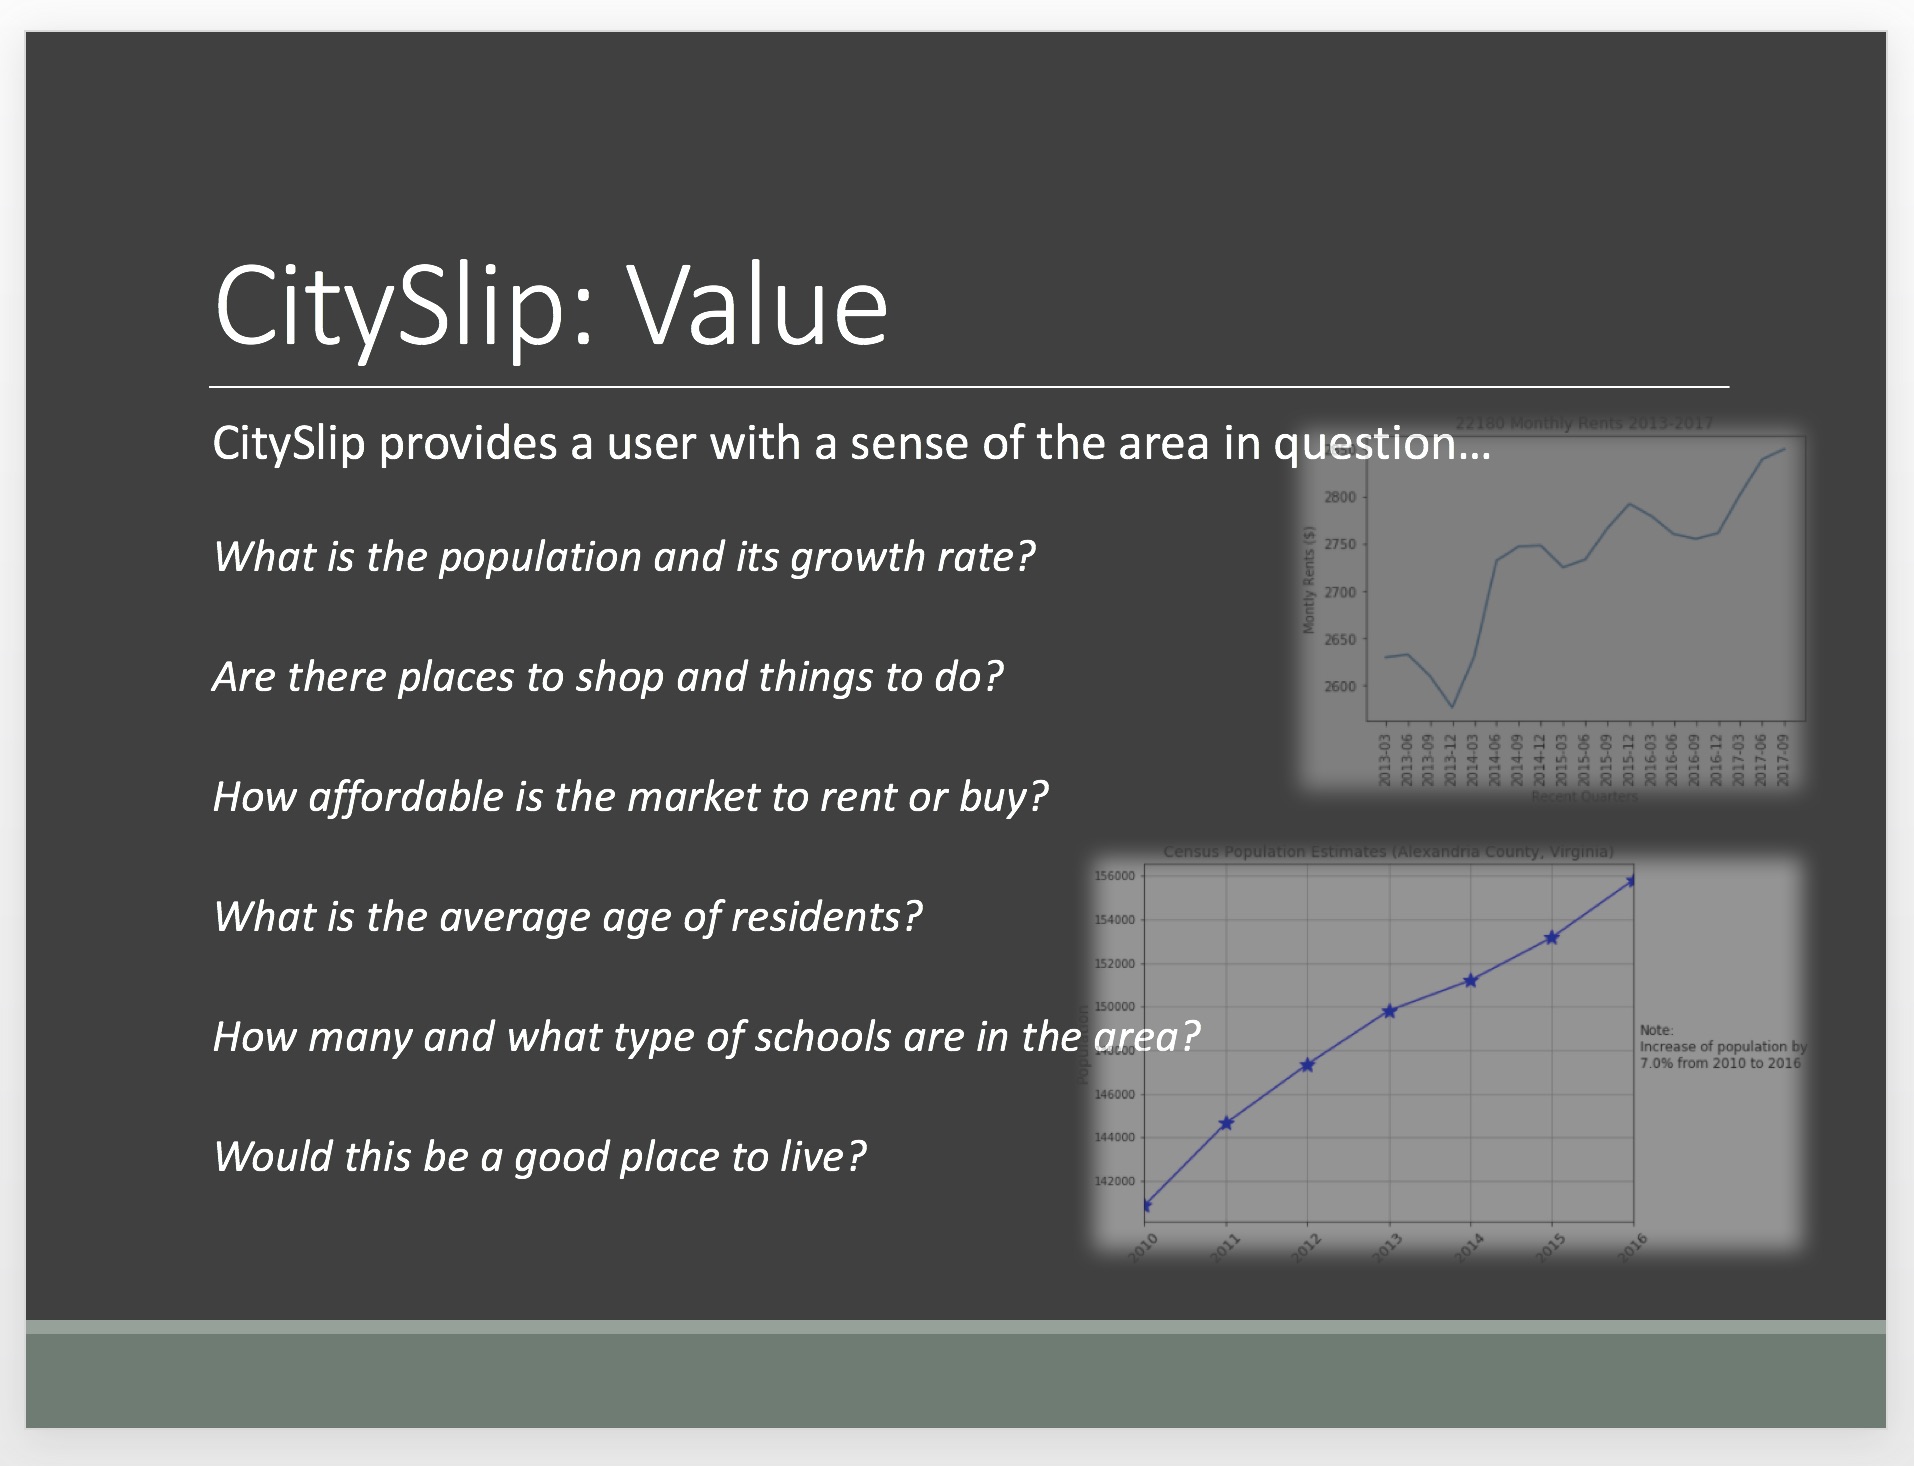 CitySlip: Value
CitySlip provides a user with a sense of the area in question…
What is the population and its growth rate?
Are there places to shop and things to do?
How affordable is the market to rent or buy?
What is the average age of residents?
How many and what type of schools are in the area?
Would this be a good place to live?
22180 Monthly Rents 2013-2017
Montly Rents ($)
2800
2750
2700
2650
2600
2013-03
2013-06
2013-09
2013-12
2014-03
2014-06
2014-09
2014-12
2015-03
2015-06
2015-09
2015-12
2016-03
2016-06
2016-09
2016-12
2017-03
2017-06
2017-09
Recent Quarters
Census Population Estimates (Alexandria County, Virginia)
Population
156000
154000
152000
150000
148000
146000
144000
142000
2010
2011
2012
2013
2014
2015
2016
Note:
Increase of population by
7.0% from 2010 to 2016